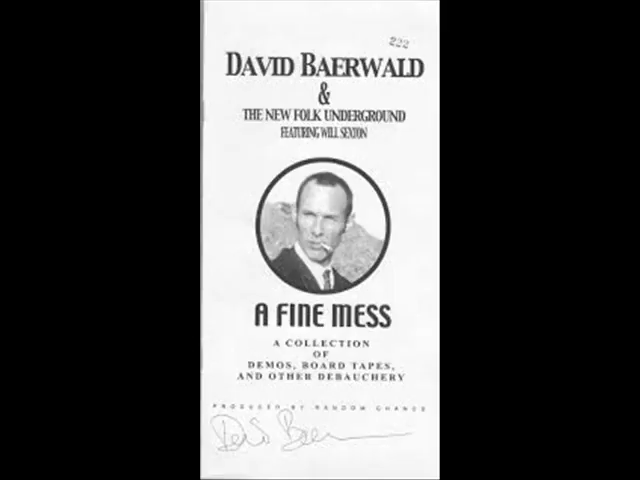 222
DAVID BAERWALD
&
THE NEW FOLK UNDERGROUND
FEATURING WILL SEXTON
A FINE MESS
A COLLECTION
OF
DEMOS, BOARD TAPES,
AND OTHER DEBAUCHERY
PRODUCED BY RANDOM CHANCE